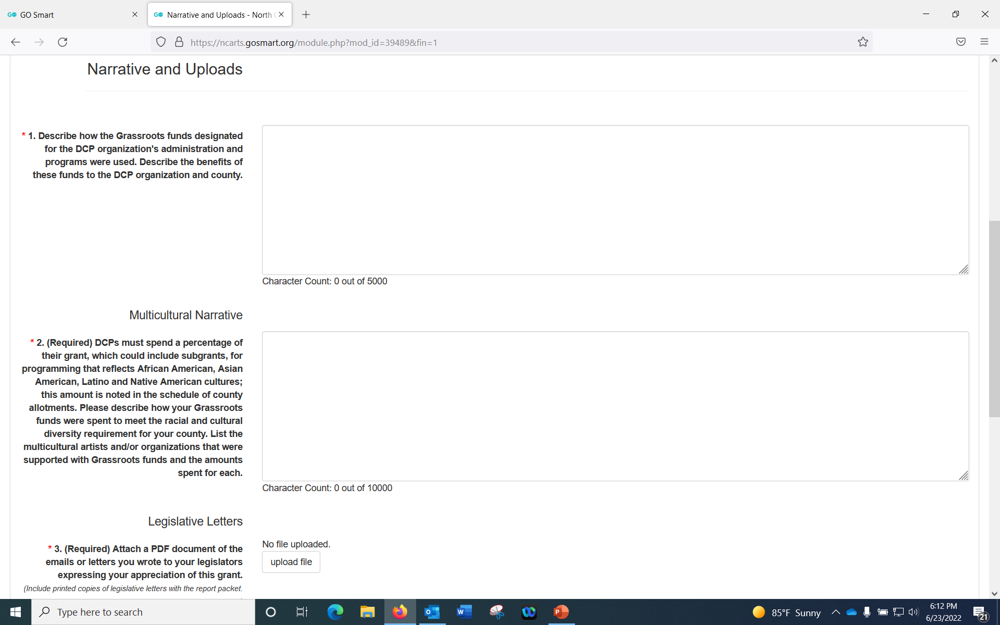 GO Smart
Narrative and Uploads - North
https://ncarts.gosmart.org/module.php?mod_id=39489&fin=1
Narrative and Uploads
* 1. Describe how the Grassroots funds designated
for the DCP organization's administration and
programs were used. Describe the benefits of
these funds to the DCP organization and county.
Character Count: 0 out of 5000
Multicultural Narrative
* 2. (Required) DCPs must spend a percentage of
their grant, which could include subgrants, for
programming that reflects African American, Asian
American, Latino and Native American cultures;
this amount is noted in the schedule of county
allotments. Please describe how your Grassroots
funds were spent to meet the racial and cultural
diversity requirement for your county. List the
multicultural artists and/or organizations that were
supported with Grassroots funds and the amounts
spent for each.
Character Count: 0 out of 10000
Legislative Letters
* 3. (Required) Attach a PDF document of the
emails or letters you wrote to your legislators
expressing your appreciation of this grant.
(Include printed copies of legislative letters with the report packet.
No file uploaded.
upload file
Type here to search
85°F Sunny
6:12 PM
6/23/2022
21